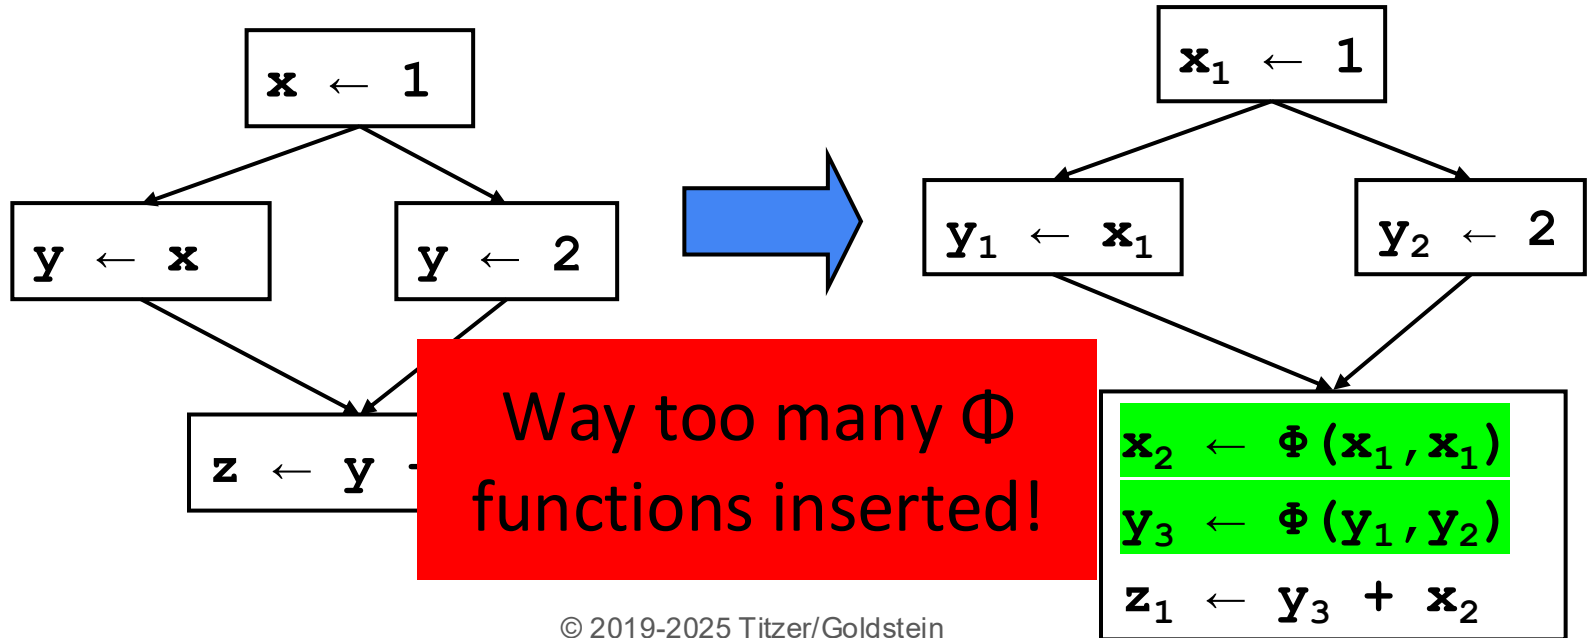 x ← 1
y ← x
y ← 2
z ← y
x₁ ← 1
y₁ ← x₁
y₂ ← 2
Way too many Φ
functions inserted!
x₂ ← Φ(x₁,x₁)
y₃ ← Φ(y₁,y₂)
z₁ ← y₃ + x₂
© 2019-2025 Titzer/Goldstein